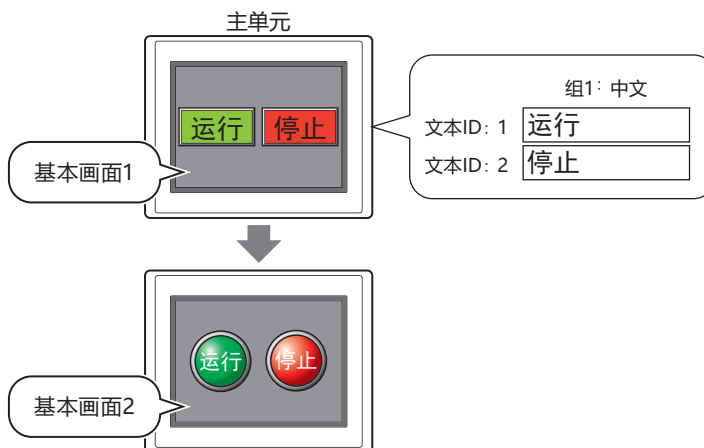 主单元
组1：中文
运行 停止
文本ID：1 运行
文本ID：2 停止
基本画面1
运行 停止
基本画面2